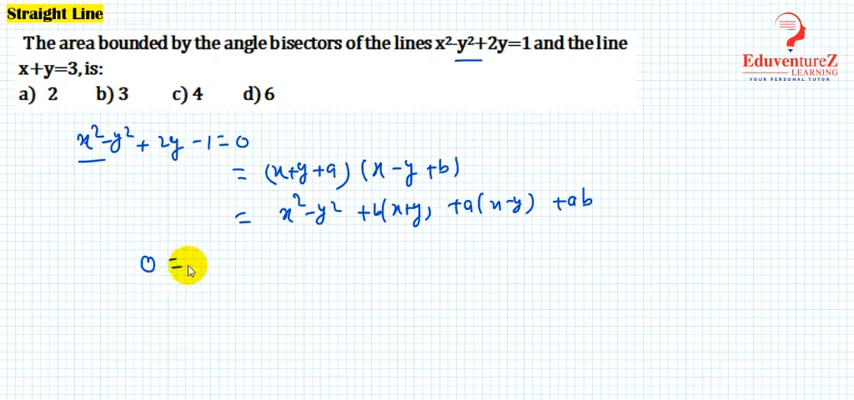 Straight Line
The area bounded by the angle bisectors of the lines x²-y²+2y=1 and the line
x+y=3, is:
a) 2 b) 3 c) 4 d) 6
EduventureZ
LEARNING
YOUR PERSONAL TUTOR
x²-y² + 2y - 1 = 0
= (x+y+a) (x-y+b)
= x²-y² + b(x+y) + a(x-y) + ab
0 =